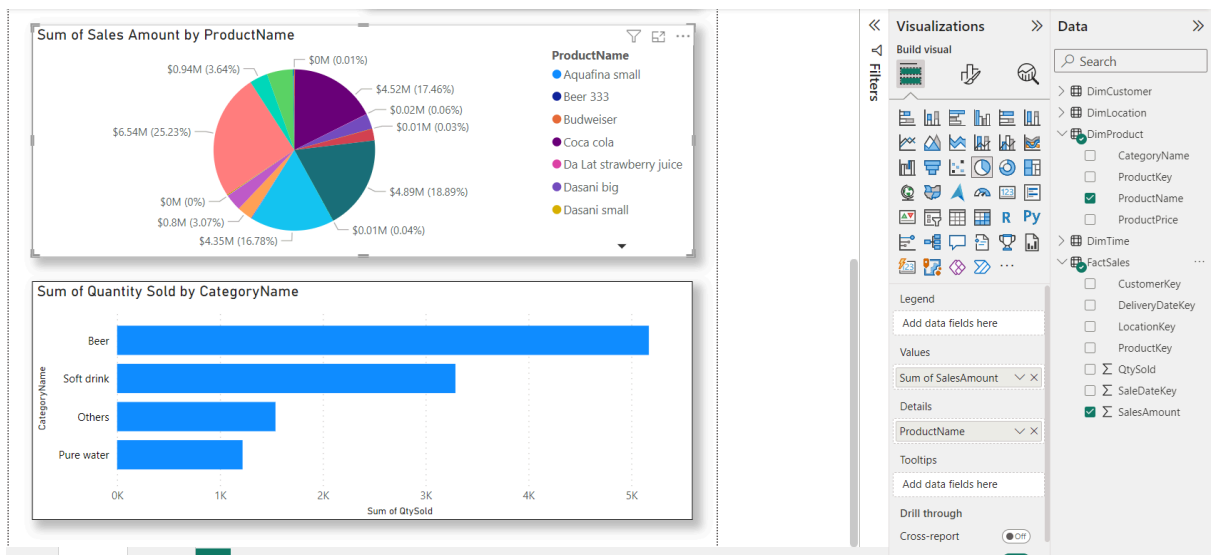 Sum of Sales Amount by ProductName
$0M (0.01%)
$0.94M (3.64%)
$4.52M (17.46%)
$0.02M (0.06%)
$0.01M (0.03%)
$6.54M (25.23%)
$4.89M (18.89%)
$0M (0%)
$0.8M (3.07%)
$0.01M (0.04%)
$4.35M (16.78%)
ProductName
Aquafina small
Beer 333
Budweiser
Coca cola
Da Lat strawberry juice
Dasani big
Dasani small
Sum of Quantity Sold by CategoryName
CategoryName
Beer
Soft drink
Others
Pure water
0K 1K 2K 3K 4K 5K
Sum of QtySold
Filters
Visualizations
Build visual
123
R Py
123
Legend
Add data fields here
Values
Sum of SalesAmount
Details
ProductName
Tooltips
Add data fields here
Drill through
Cross-report Off
Data
Search
DimCustomer
DimLocation
DimProduct
CategoryName
ProductKey
ProductName
ProductPrice
DimTime
FactSales
CustomerKey
DeliveryDateKey
LocationKey
ProductKey
∑ QtySold
∑ SaleDateKey
∑ SalesAmount